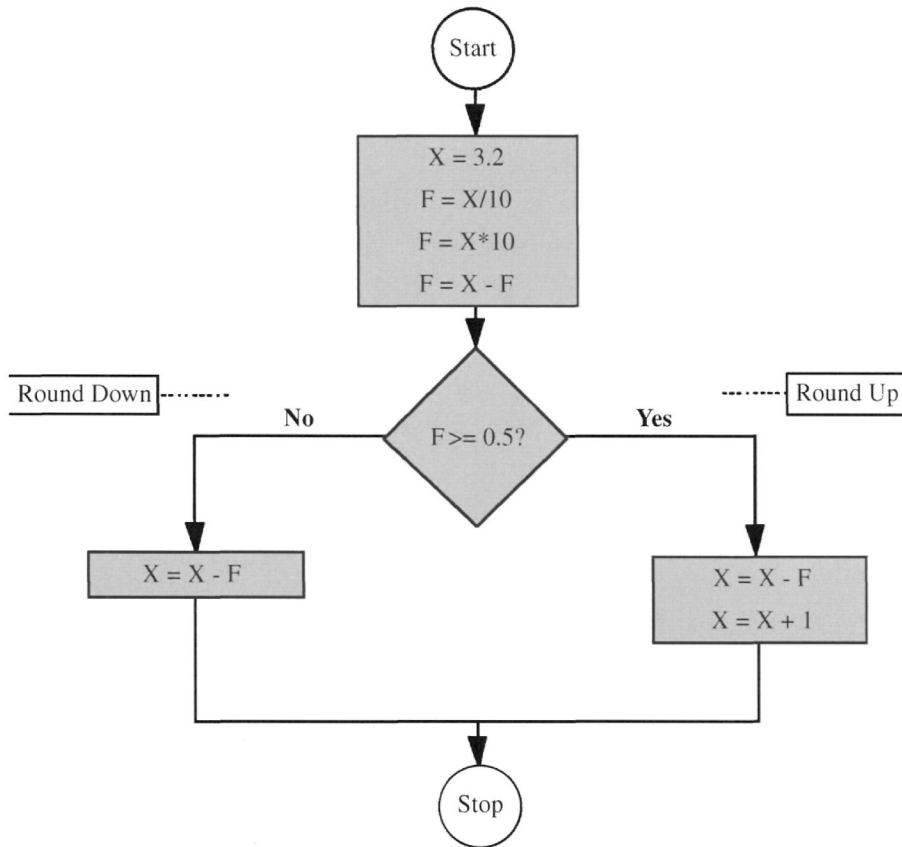 Start
X = 3.2
F = X/10
F = X*10
F = X - F
Round Down
Round Up
No
Yes
F >= 0.5?
X = X - F
X = X - F
X = X + 1
Stop